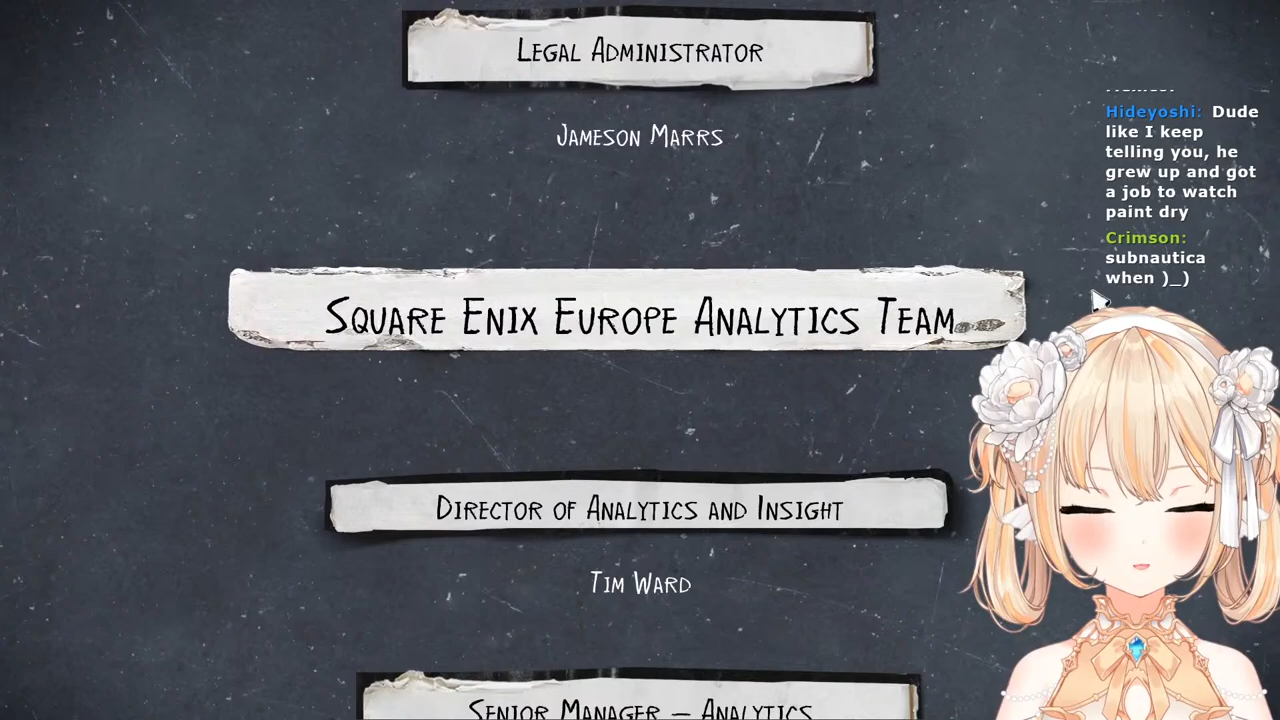 Legal Administrator
Jameson Marrs
Square Enix Europe Analytics Team
Director of Analytics and Insight
Tim Ward
Senior Manager – Analytics
Hideyoshi: Dude
like I keep
telling you, he
grew up and got
a job to watch
paint dry
Crimson:
subnautica
when )_)